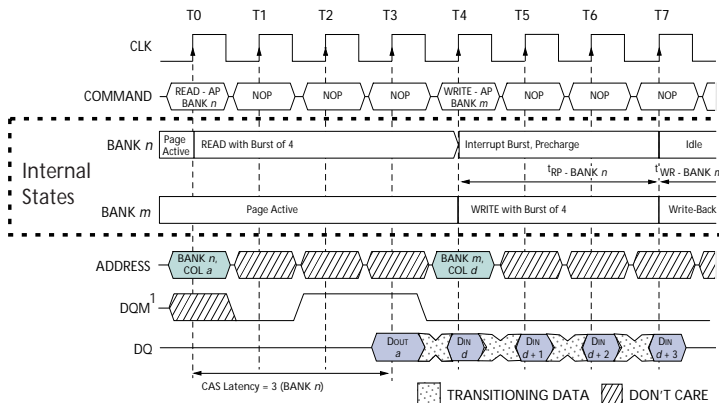 T0 T1 T2 T3 T4 T5 T6 T7
CLK
COMMAND READ - AP BANK n NOP NOP NOP WRITE - AP BANK m NOP NOP NOP
Internal States
BANK n Page Active READ with Burst of 4 Interrupt Burst, Precharge Idle
tRP - BANK n tWR - BANK m
BANK m Page Active WRITE with Burst of 4 Write-Back
ADDRESS BANK n, COL a BANK m, COL d
DQM1
DQ DOUT a DIN d DIN d + 1 DIN d + 2 DIN d + 3
CAS Latency = 3 (BANK n)
TRANSITIONING DATA DON'T CARE